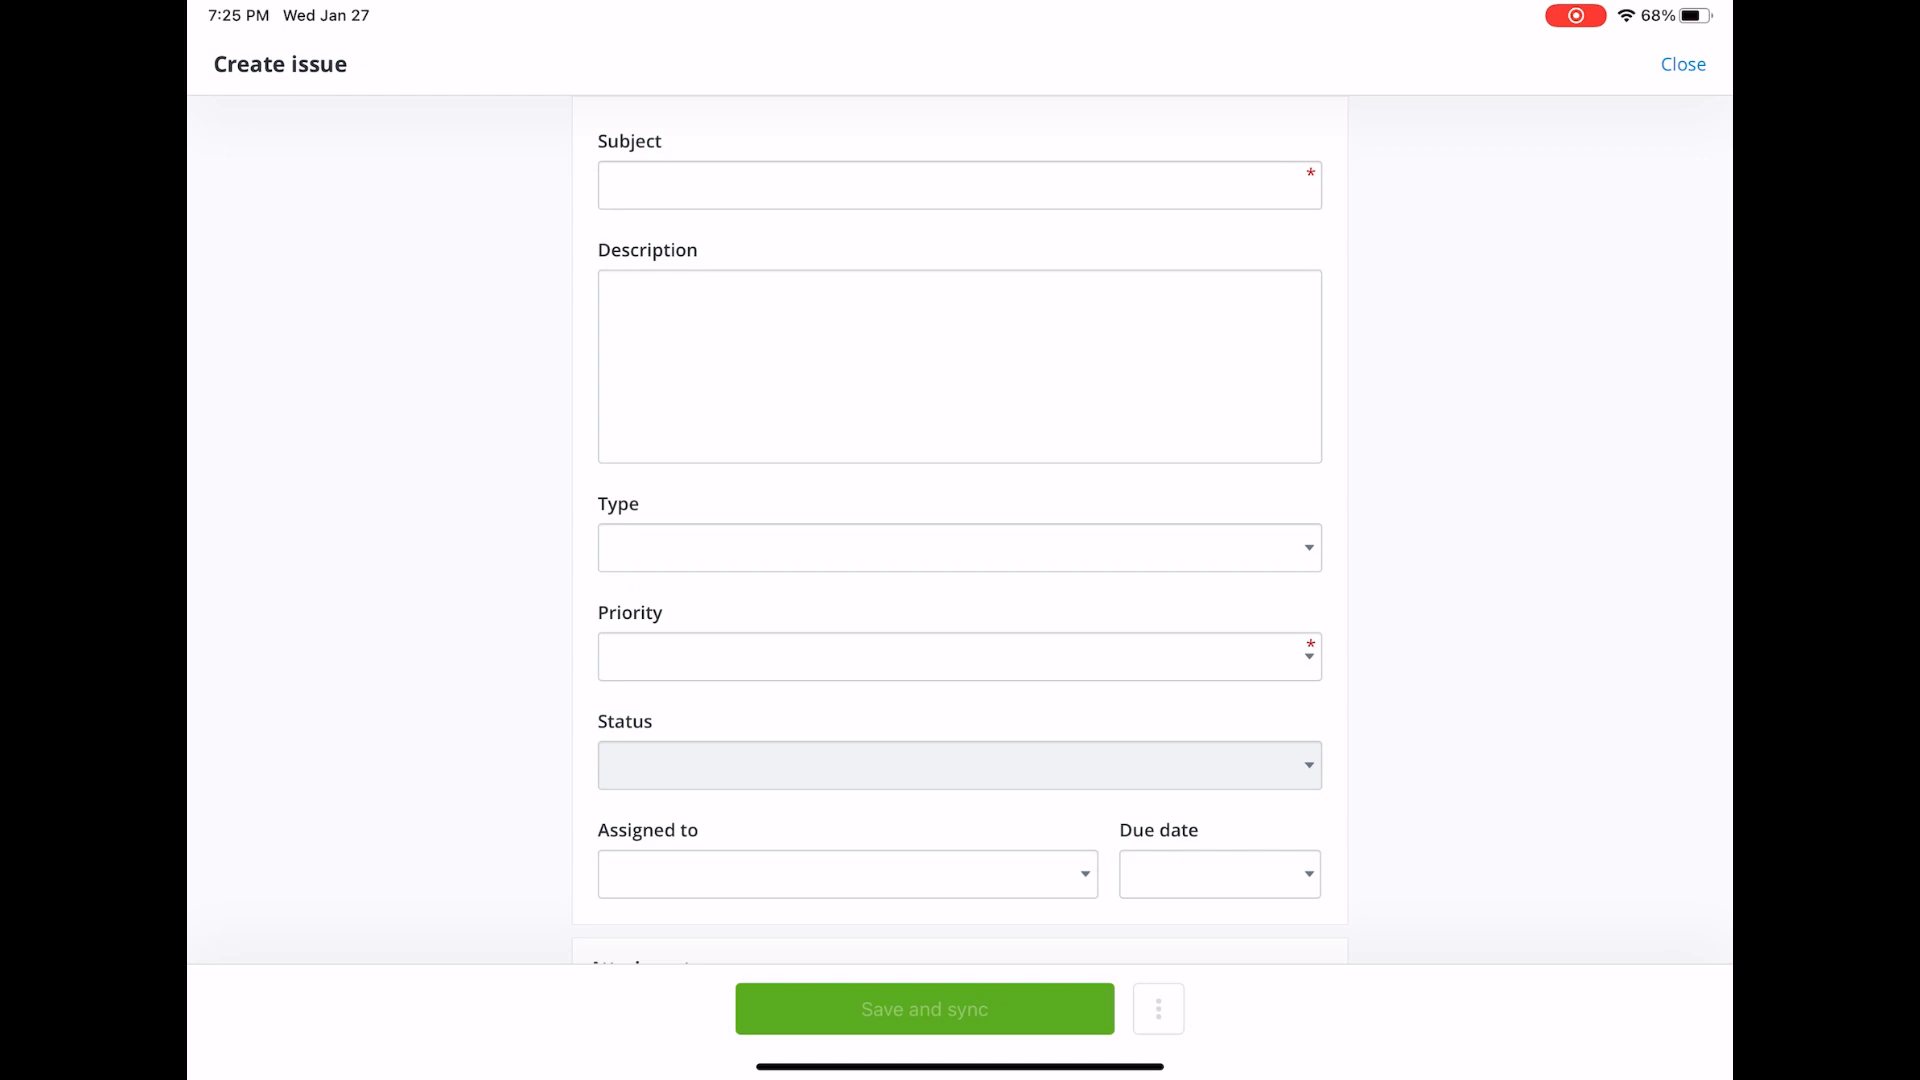 7:25 PM Wed Jan 27 68%
Create issue Close
Subject
*
Description
Type
Priority
*
Status
Assigned to Due date
Save and sync